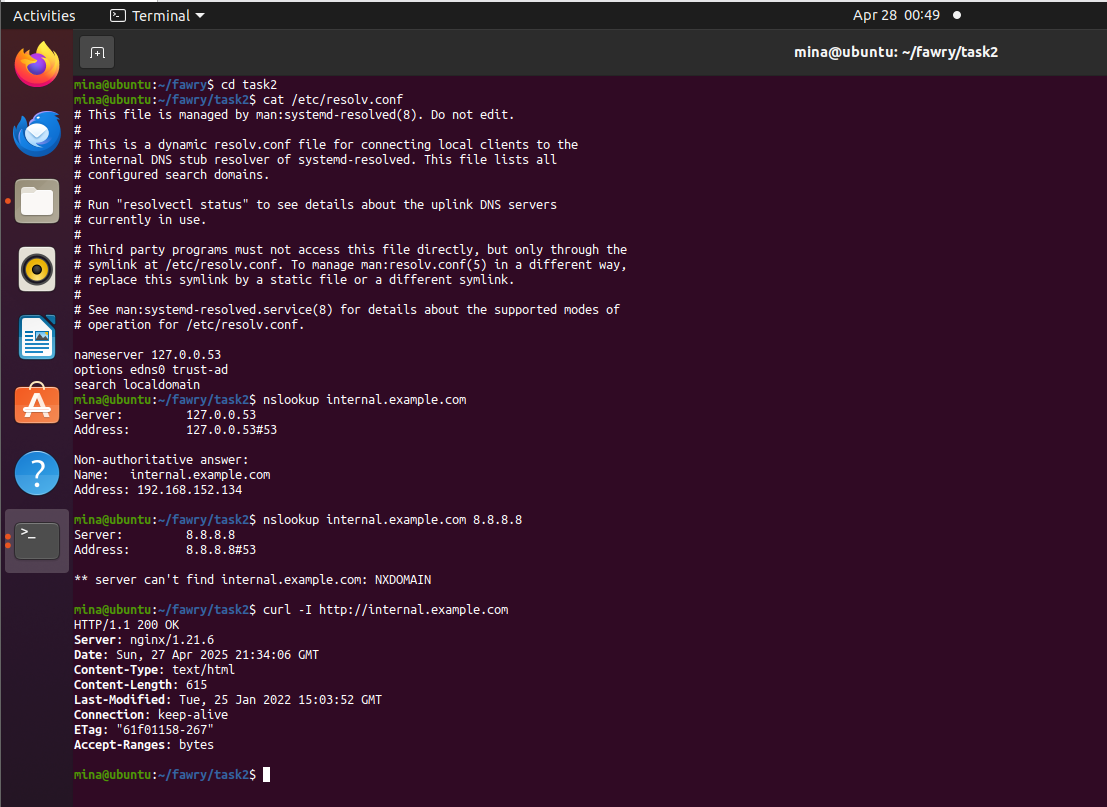 Activities
Terminal
Apr 28 00:49
mina@ubuntu: ~/fawry/task2
mina@ubuntu:~/fawry$ cd task2
mina@ubuntu:~/fawry/task2$ cat /etc/resolv.conf
# This file is managed by man:systemd-resolved(8). Do not edit.
#
# This is a dynamic resolv.conf file for connecting local clients to the
# internal DNS stub resolver of systemd-resolved. This file lists all
# configured search domains.
#
# Run "resolvectl status" to see details about the uplink DNS servers
# currently in use.
#
# Third party programs must not access this file directly, but only through the
# symlink at /etc/resolv.conf. To manage man:resolv.conf(5) in a different way,
# replace this symlink by a static file or a different symlink.
#
# See man:systemd-resolved.service(8) for details about the supported modes of
# operation for /etc/resolv.conf.
nameserver 127.0.0.53
options edns0 trust-ad
search localdomain
mina@ubuntu:~/fawry/task2$ nslookup internal.example.com
Server: 127.0.0.53
Address: 127.0.0.53#53
Non-authoritative answer:
Name: internal.example.com
Address: 192.168.152.134
mina@ubuntu:~/fawry/task2$ nslookup internal.example.com 8.8.8.8
Server: 8.8.8.8
Address: 8.8.8.8#53
** server can't find internal.example.com: NXDOMAIN
mina@ubuntu:~/fawry/task2$ curl -I http://internal.example.com
HTTP/1.1 200 OK
Server: nginx/1.21.6
Date: Sun, 27 Apr 2025 21:34:06 GMT
Content-Type: text/html
Content-Length: 615
Last-Modified: Tue, 25 Jan 2022 15:03:52 GMT
Connection: keep-alive
ETag: "61f01158-267"
Accept-Ranges: bytes
mina@ubuntu:~/fawry/task2$